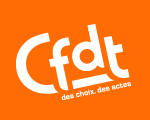 Cfdt
des choix, des actes